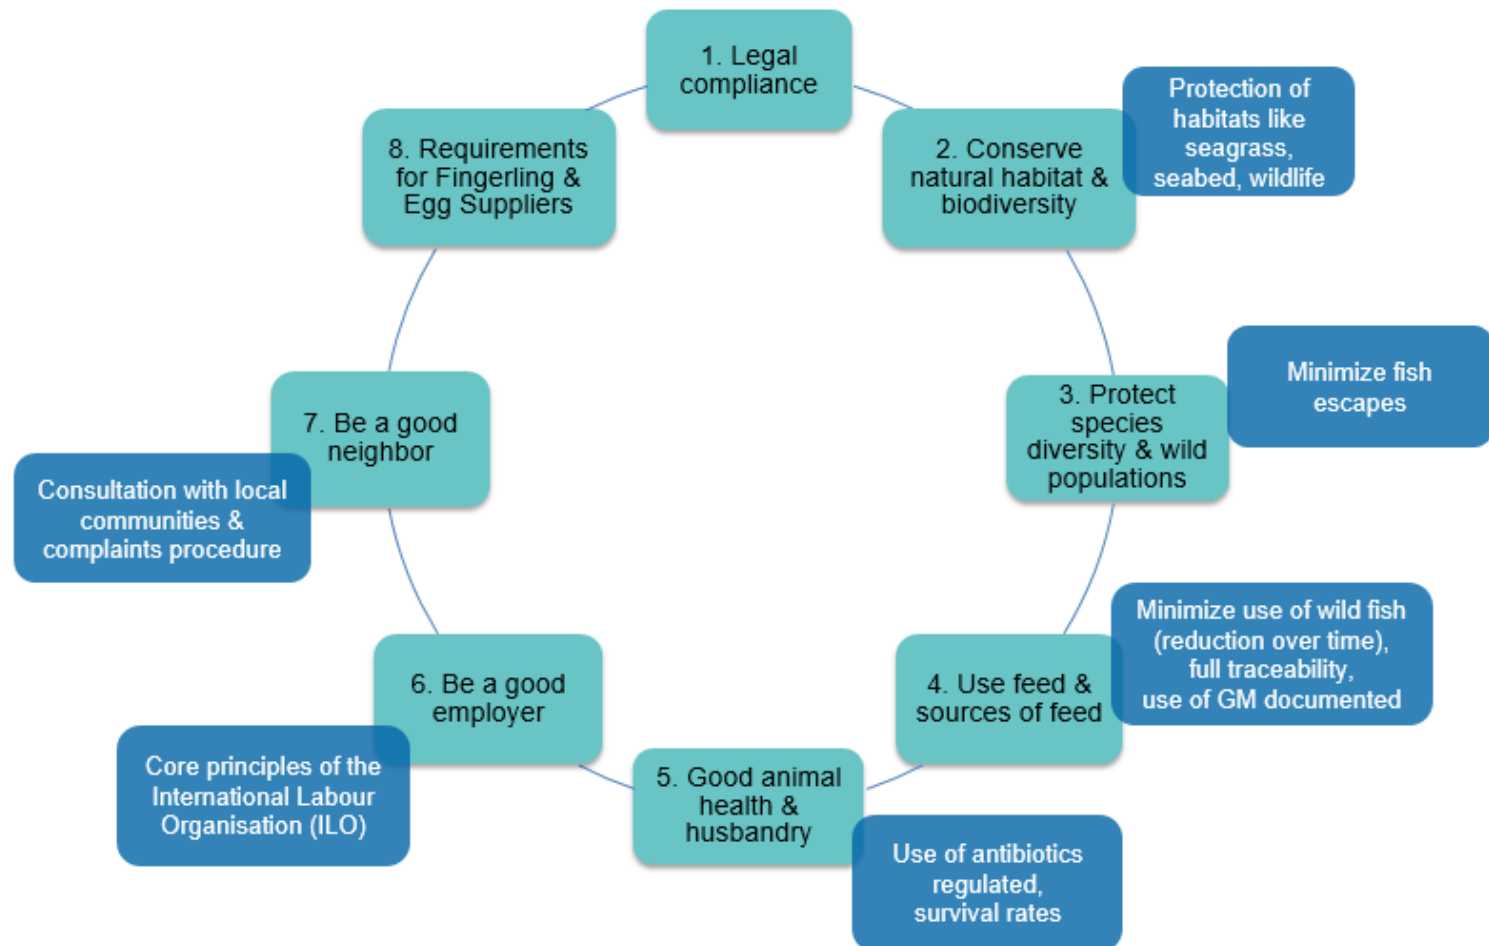 1. Legal
compliance
2. Conserve
natural habitat &
biodiversity
Protection of
habitats like
seagrass,
seabed, wildlife
3. Protect
species
diversity & wild
populations
Minimize fish
escapes
4. Use feed &
sources of feed
Minimize use of wild fish
(reduction over time),
full traceability,
use of GM documented
5. Good animal
health &
husbandry
Use of antibiotics
regulated,
survival rates
6. Be a good
employer
Core principles of the
International Labour
Organisation (ILO)
7. Be a good
neighbor
Consultation with local
communities &
complaints procedure
8. Requirements
for Fingerling &
Egg Suppliers